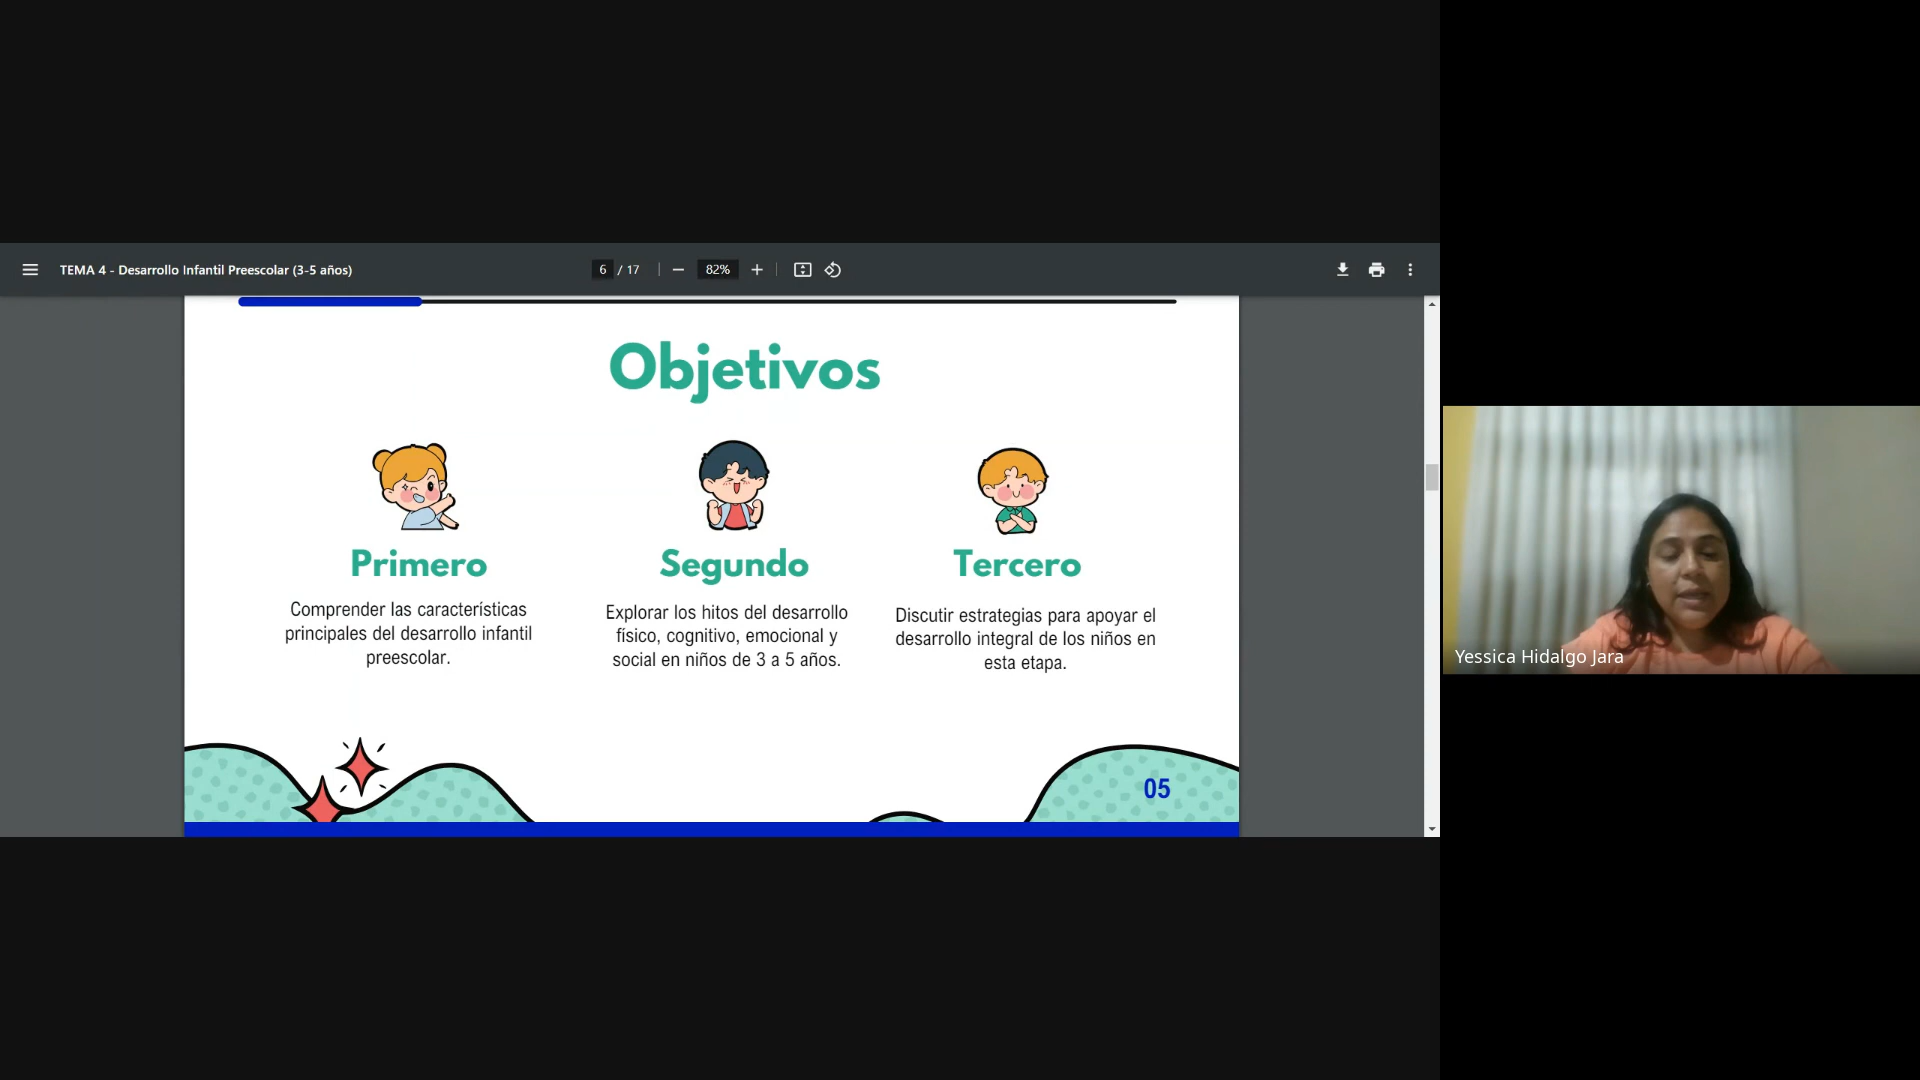 TEMA 4 - Desarrollo Infantil Preescolar (3-5 años)
6 / 17
82%
Objetivos
Primero
Comprender las características
principales del desarrollo infantil
preescolar.
Segundo
Explorar los hitos del desarrollo
físico, cognitivo, emocional y
social en niños de 3 a 5 años.
Tercero
Discutir estrategias para apoyar el
desarrollo integral de los niños en
esta etapa.
05
Yessica Hidalgo Jara